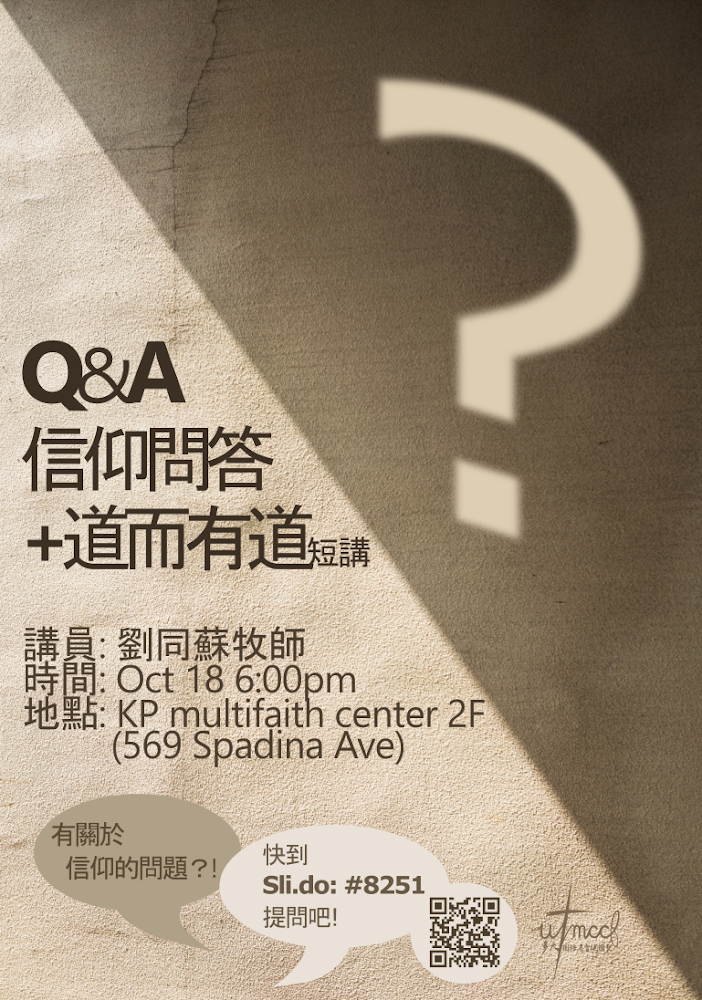 ?
Q&A
信仰問答
+道而有道短講
講員: 劉同蘇牧師
時間: Oct 18 6:00pm
地點: KP multifaith center 2F
(569 Spadina Ave)
有關於
信仰的問題？!
快到
Sli.do: #8251
提問吧!
utmccf